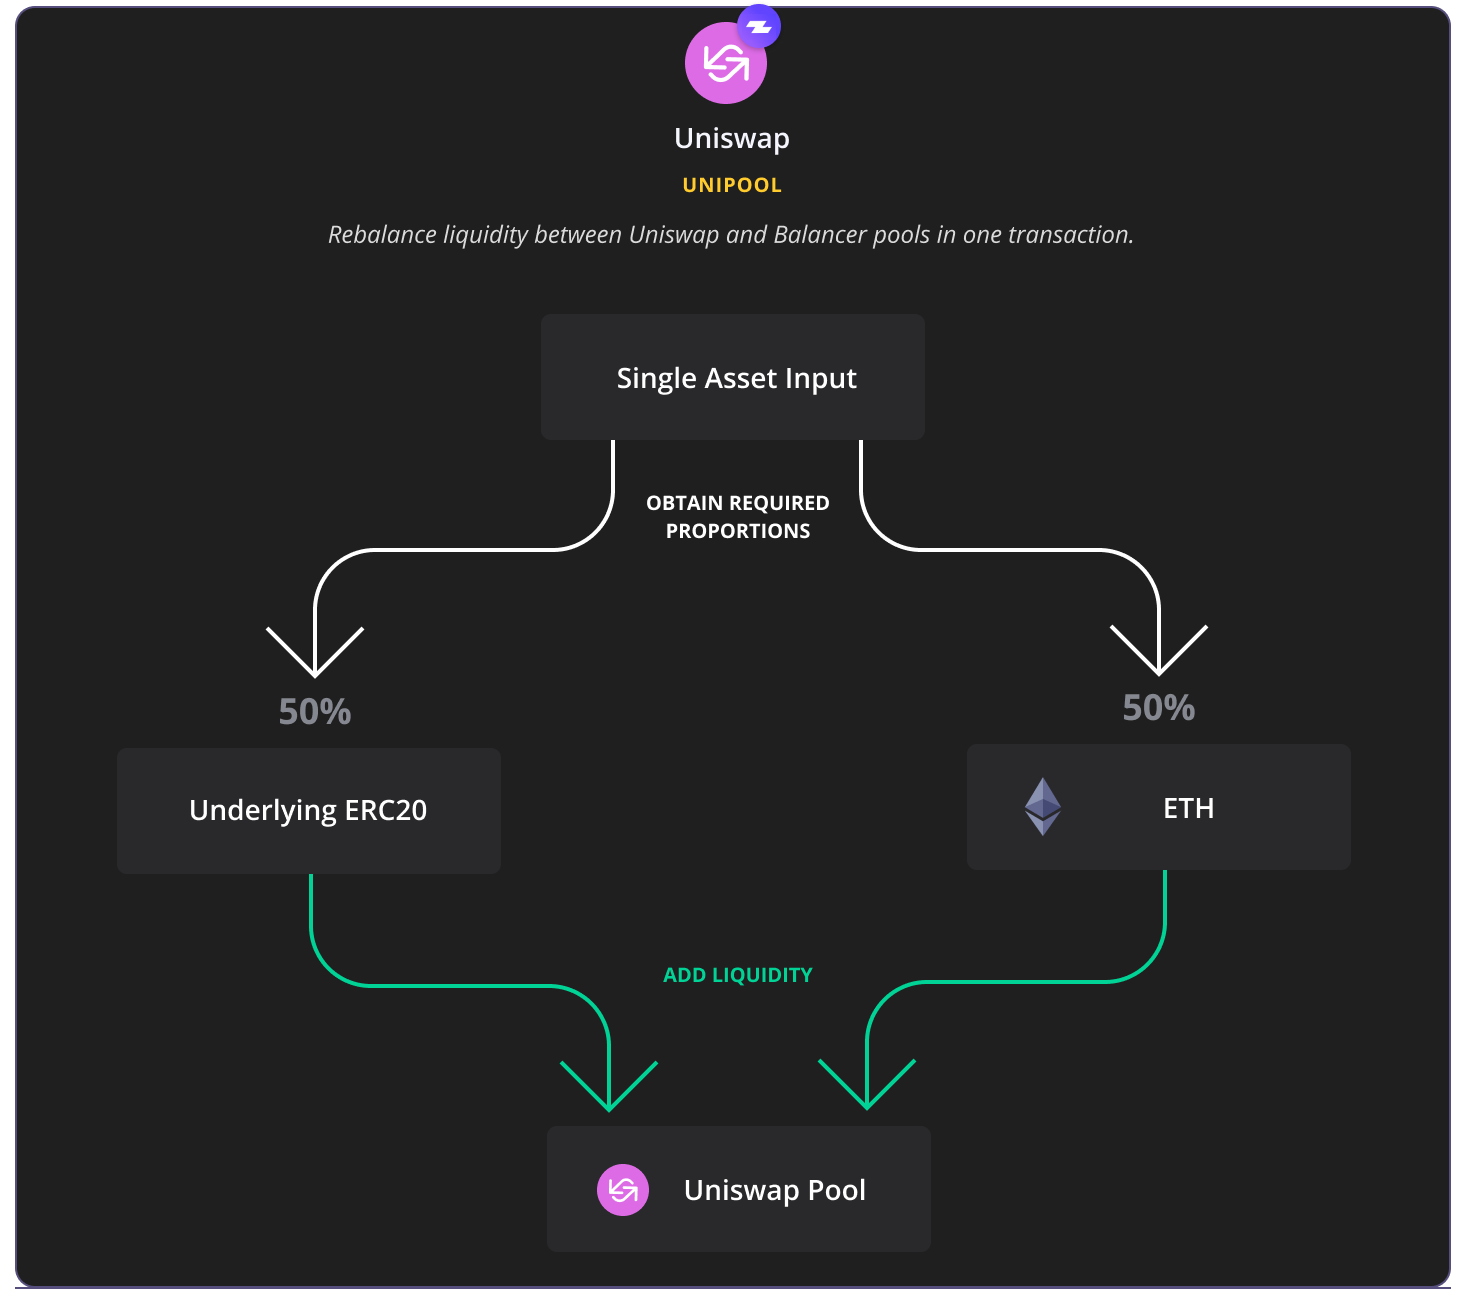 Uniswap
UNIPOOL
Rebalance liquidity between Uniswap and Balancer pools in one transaction.
Single Asset Input
OBTAIN REQUIRED
PROPORTIONS
50%
50%
Underlying ERC20
ETH
ADD LIQUIDITY
Uniswap Pool